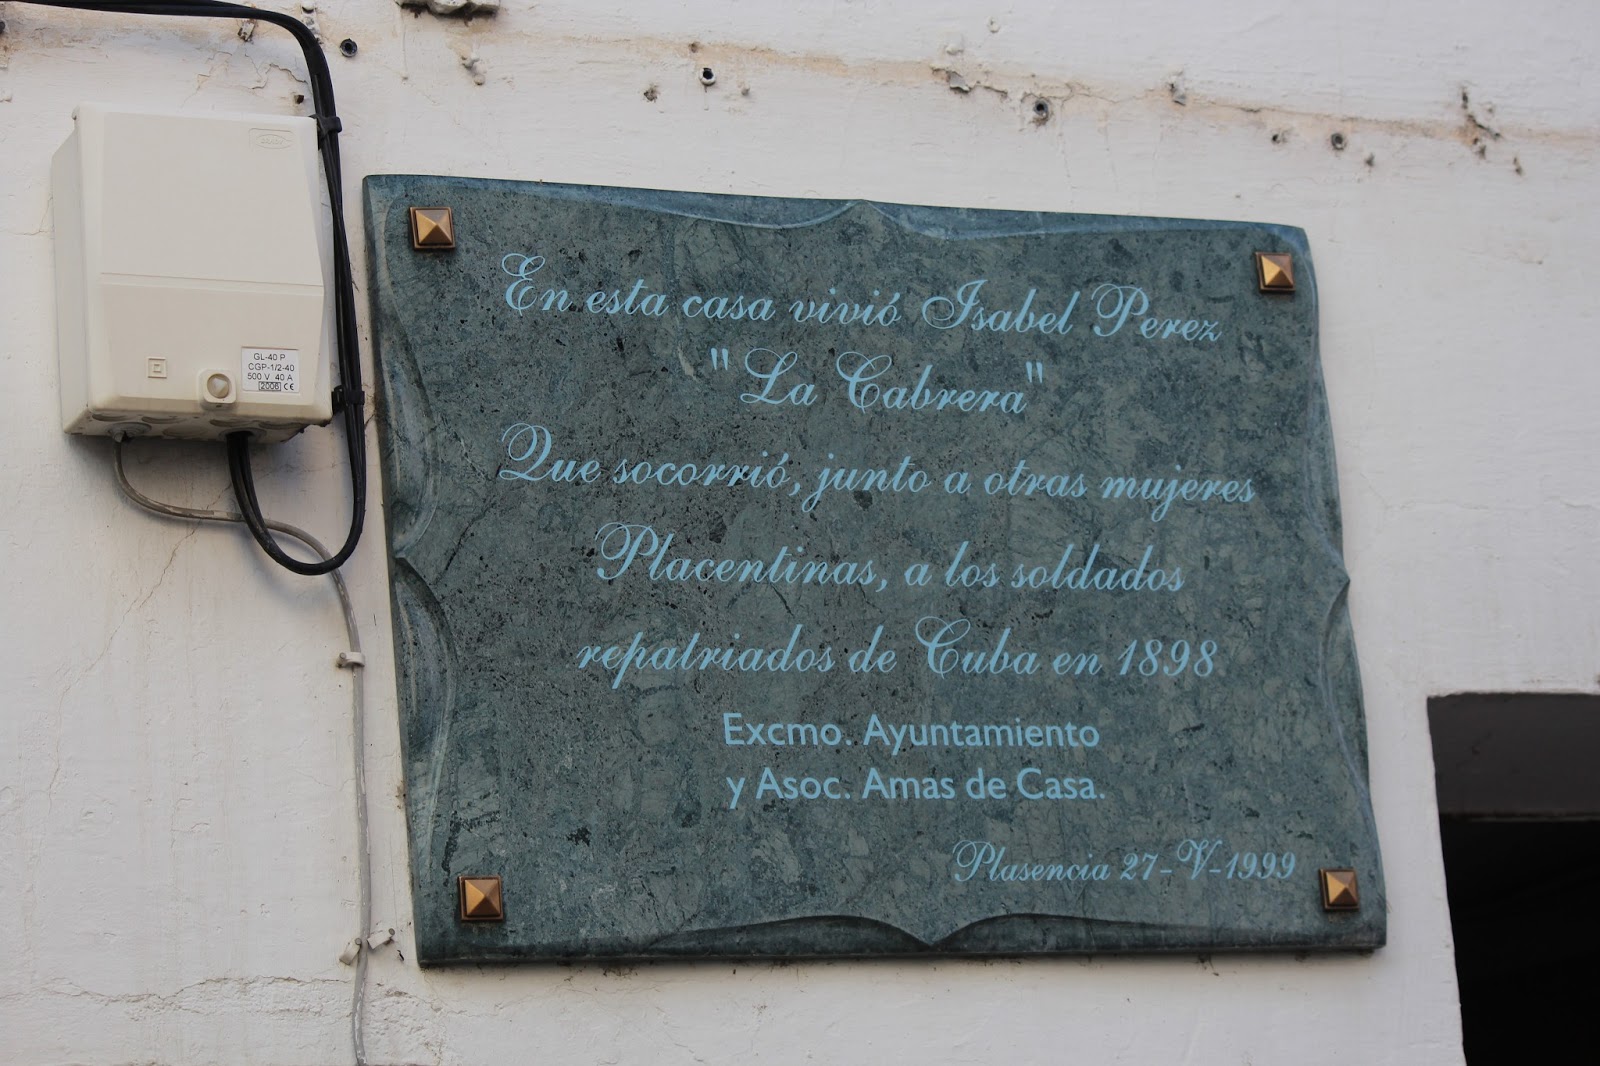 GL-40 P
CGP-1/2-40
500 V 40 A
2006 CE
En esta casa vivió Isabel Perez
"La Cabrera"
Que socorrió, junto a otras mujeres
Placentinas, a los soldados
repatriados de Cuba en 1898
Excmo. Ayuntamiento
y Asoc. Amas de Casa.
Plasencia 27-V-1999